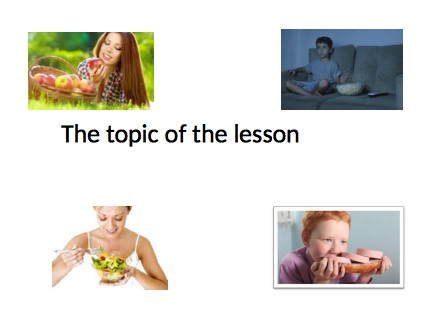 The topic of the lesson